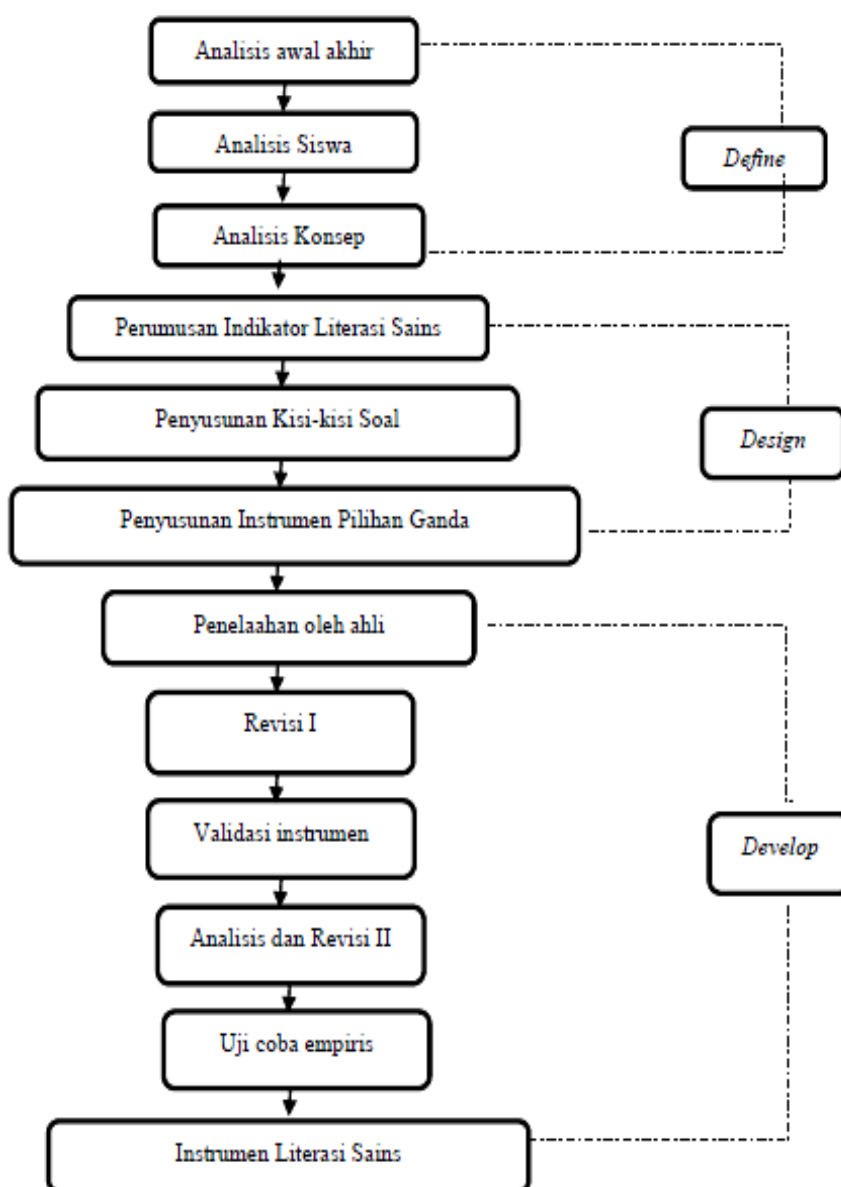 Analisis awal akhir
Analisis Siswa
Define
Analisis Konsep
Perumusan Indikator Literasi Sains
Penyusunan Kisi-kisi Soal
Design
Penyusunan Instrumen Pilihan Ganda
Penelaahan oleh ahli
Revisi I
Validasi instrumen
Develop
Analisis dan Revisi II
Uji coba empiris
Instrumen Literasi Sains